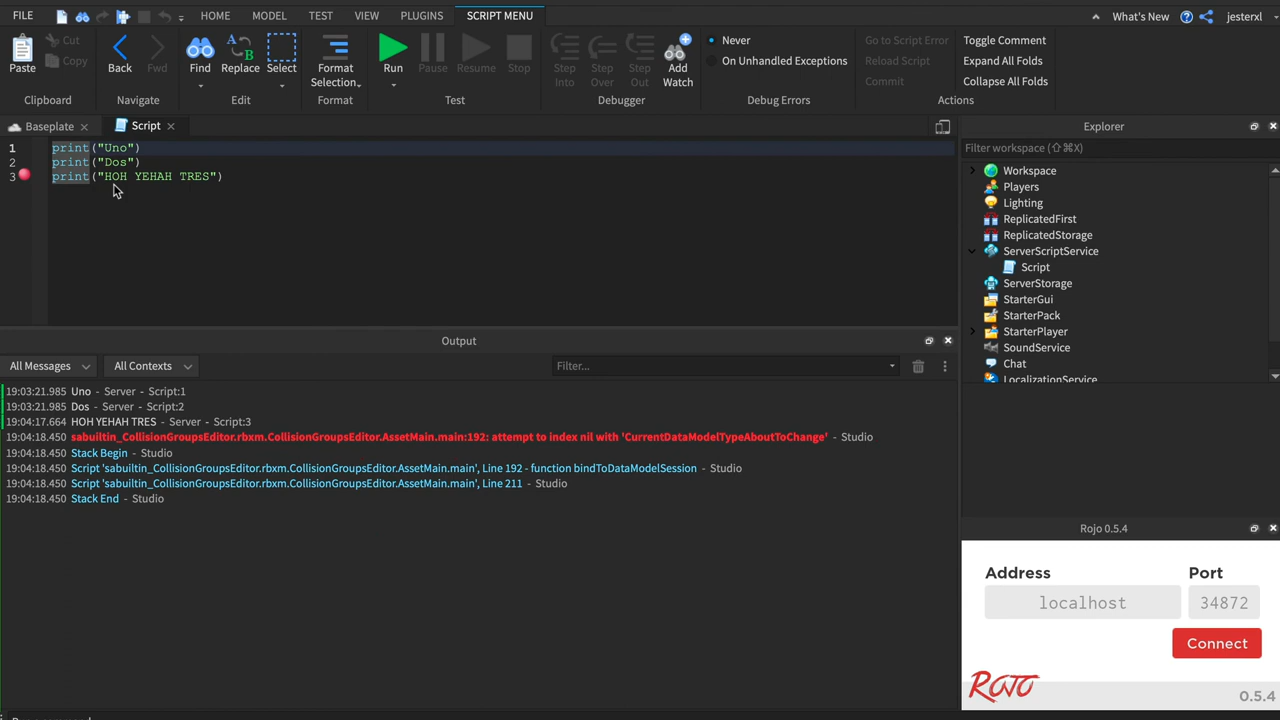 FILE HOME MODEL TEST VIEW PLUGINS SCRIPT MENU What's New jesterxl
Paste Cut Copy Back Fwd Find Replace Select Format Selection Run Pause Resume Stop Step Into Step Over Step Out Add Watch Never On Unhandled Exceptions Go to Script Error Reload Script Commit Toggle Comment Expand All Folds Collapse All Folds
Clipboard Navigate Edit Format Test Debugger Debug Errors Actions
Baseplate Script
1 print("Uno")
2 print("Dos")
3 print("HOH YEHAH TRES")
Output
All Messages All Contexts Filter...
19:03:21.985 Uno - Server - Script:1
19:03:21.985 Dos - Server - Script:2
19:04:17.664 HOH YEHAH TRES - Server - Script:3
19:04:18.450 sabuiltin_CollisionGroupsEditor.rbxm.CollisionGroupsEditor.AssetMain.main:192: attempt to index nil with 'CurrentDataModelTypeAboutToChange' - Studio
19:04:18.450 Stack Begin - Studio
19:04:18.450 Script 'sabuiltin_CollisionGroupsEditor.rbxm.CollisionGroupsEditor.AssetMain.main', Line 192 - function bindToDataModelSession - Studio
19:04:18.450 Script 'sabuiltin_CollisionGroupsEditor.rbxm.CollisionGroupsEditor.AssetMain.main', Line 211 - Studio
19:04:18.450 Stack End - Studio
Explorer
Filter workspace (⇧⌘X)
Workspace
Players
Lighting
ReplicatedFirst
ReplicatedStorage
ServerScriptService
Script
ServerStorage
StarterGui
StarterPack
StarterPlayer
SoundService
Chat
LocalizationService
Rojo 0.5.4
Address Port
localhost 34872
Connect
ROJO 0.5.4